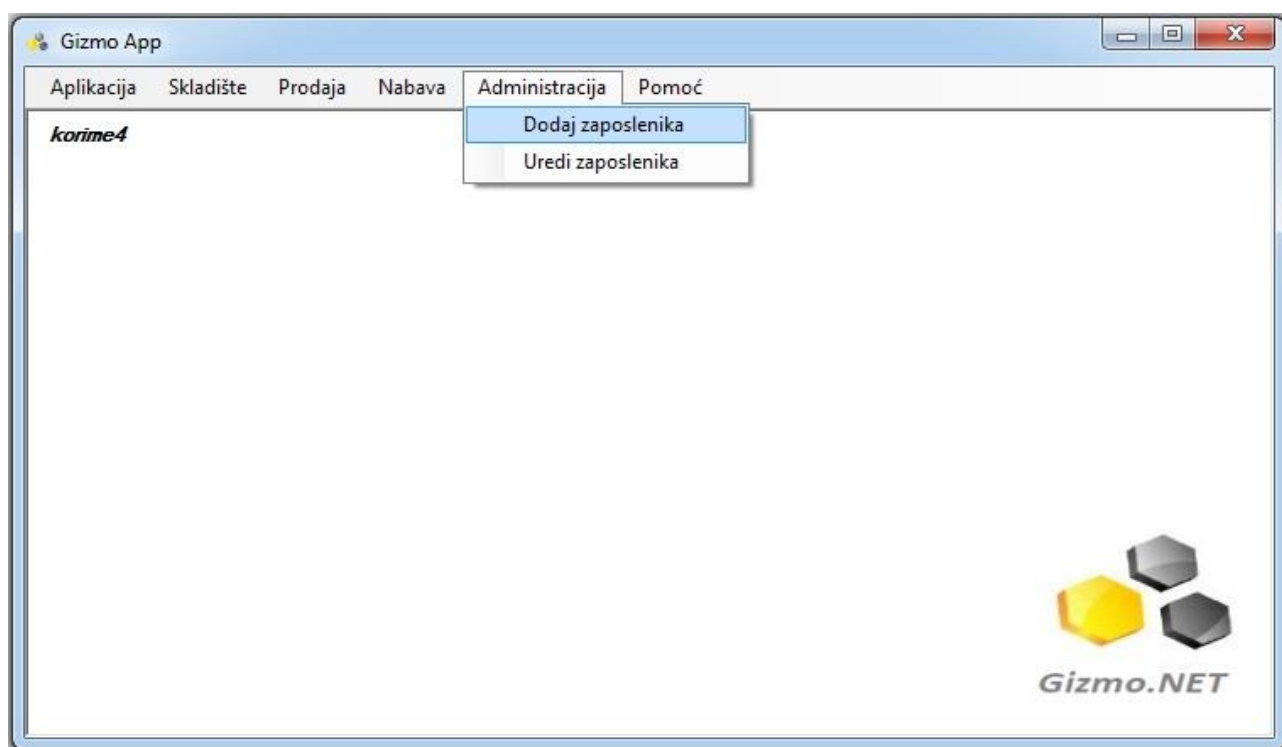 Gizmo App
Aplikacija Skladište Prodaja Nabava Administracija Pomoć
korime4
Dodaj zaposlenika
Uredi zaposlenika
Gizmo.NET